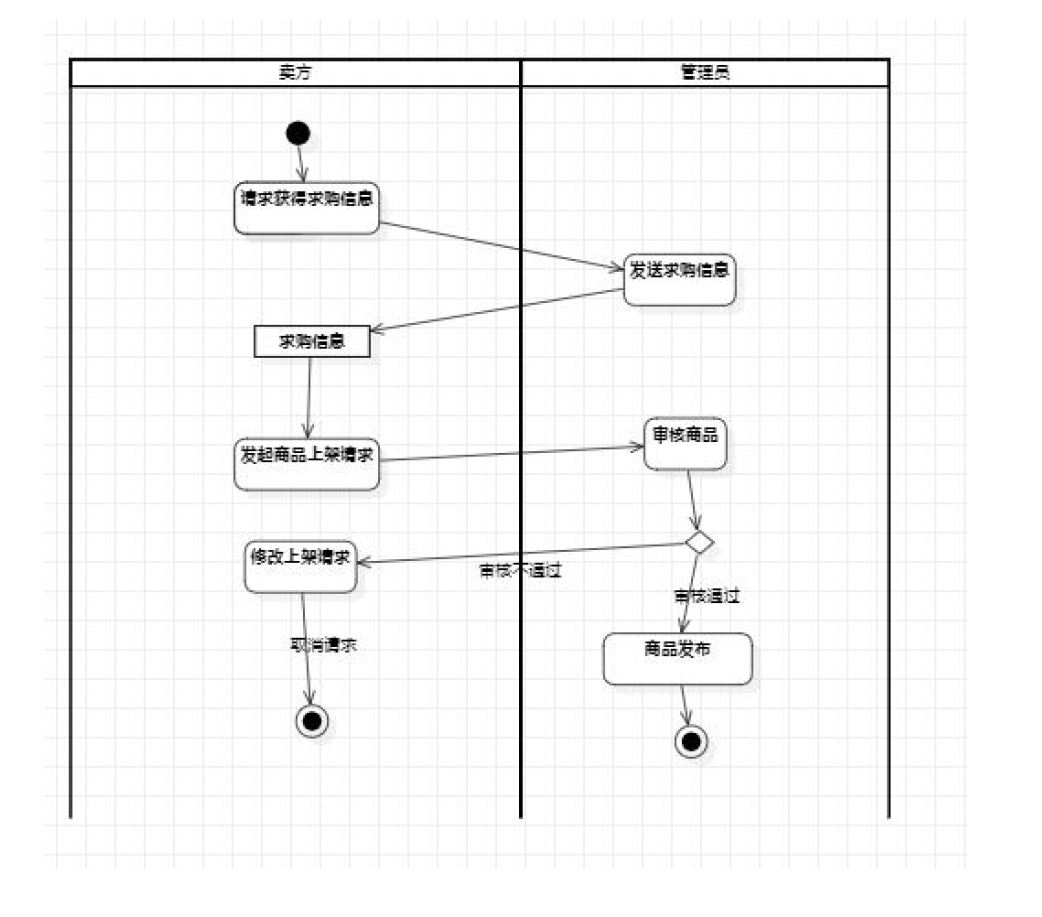 卖方
管理员
请求获得求购信息
发送求购信息
求购信息
审核商品
发起商品上架请求
修改上架请求
审核不通过
审核通过
取消请求
商品发布